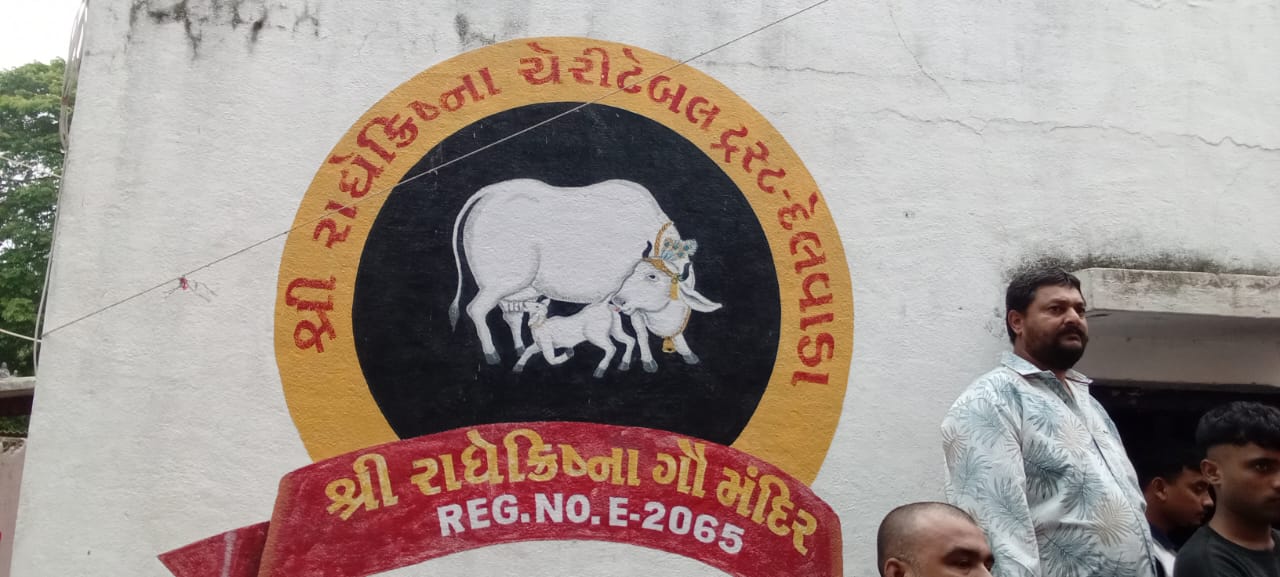 શ્રી રાધેક્રિષ્ના ચેરીટેબલ ટ્રસ્ટ-દેલવાડા
શ્રી રાધેક્રિષ્ના ગૌ મંદિર
REG.NO.E-2065